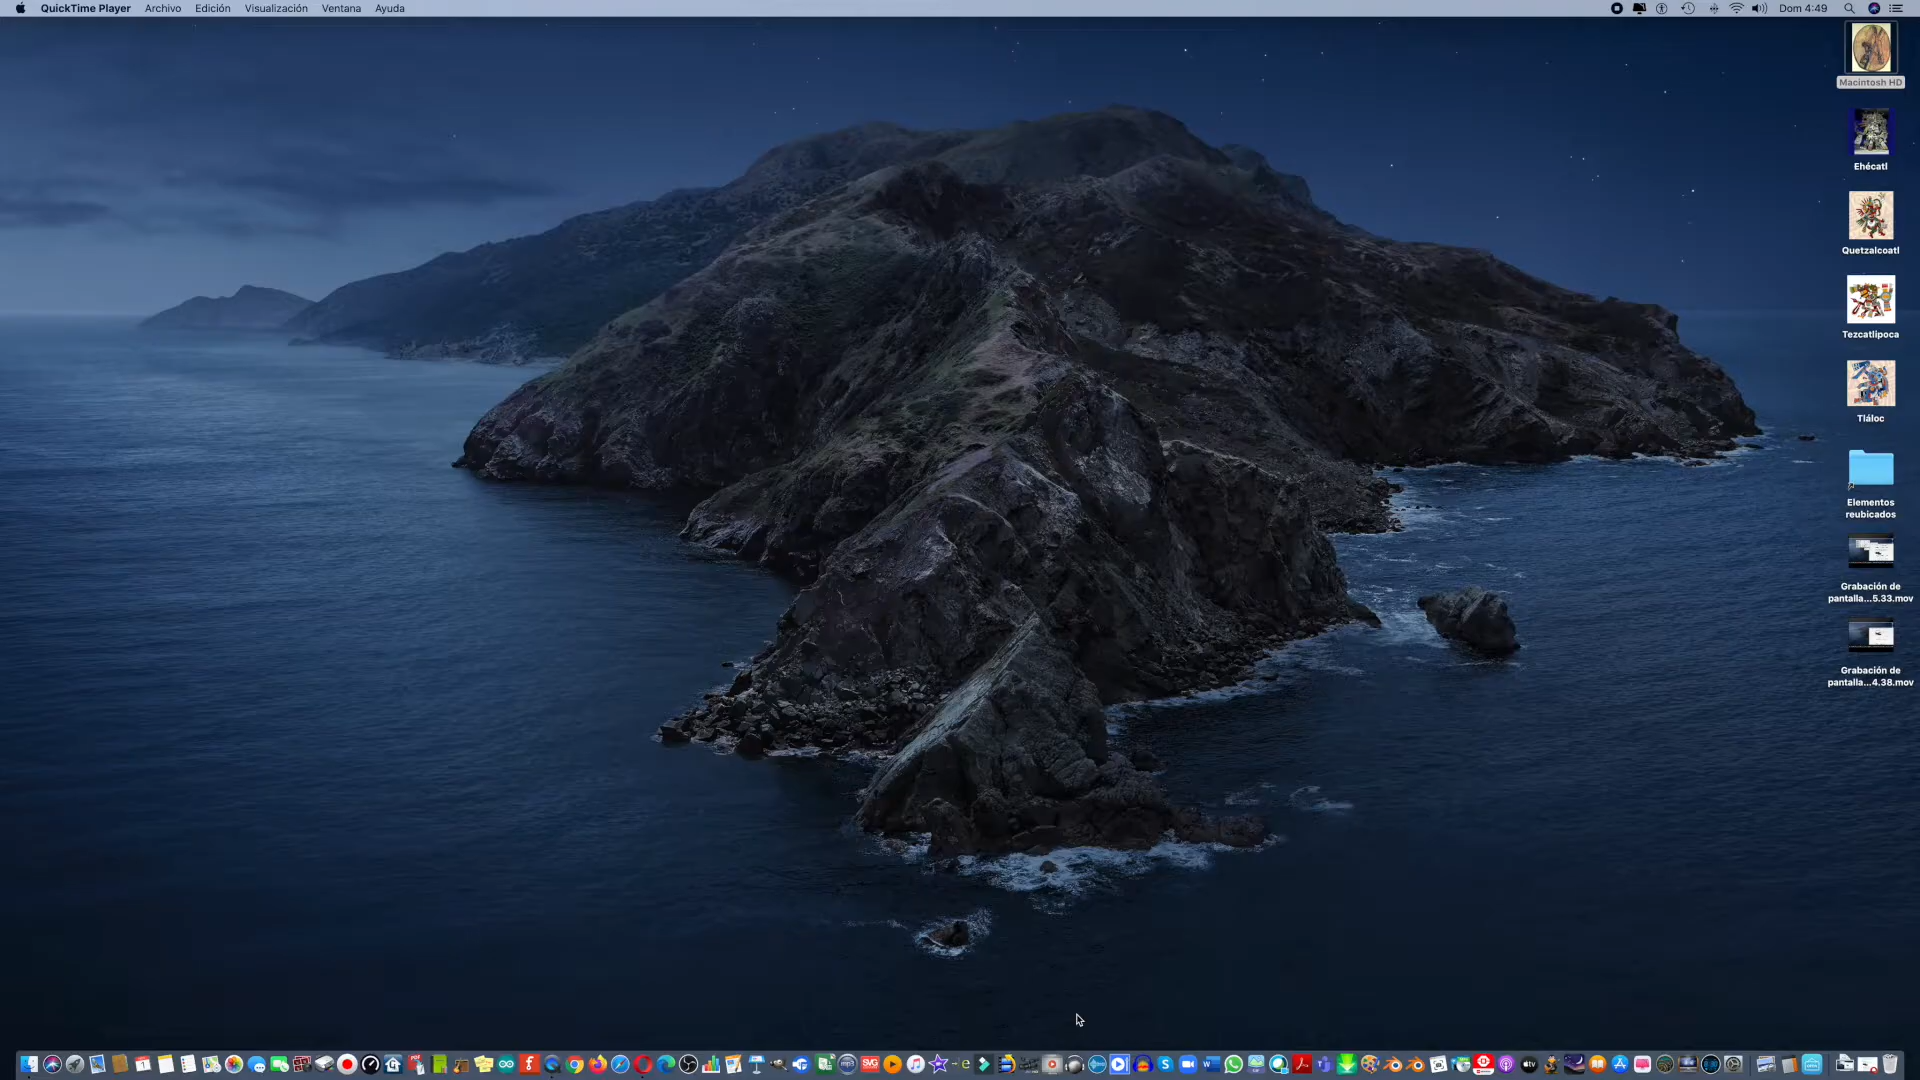 QuickTime Player Archivo Edición Visualización Ventana Ayuda Dom 4:49
Macintosh HD
Ehécatl
Quetzalcoatl
Tezcatlipoca
Tláloc
Elementos
reubicados
Grabación de
pantalla...5.33.mov
Grabación de
pantalla...4.38.mov